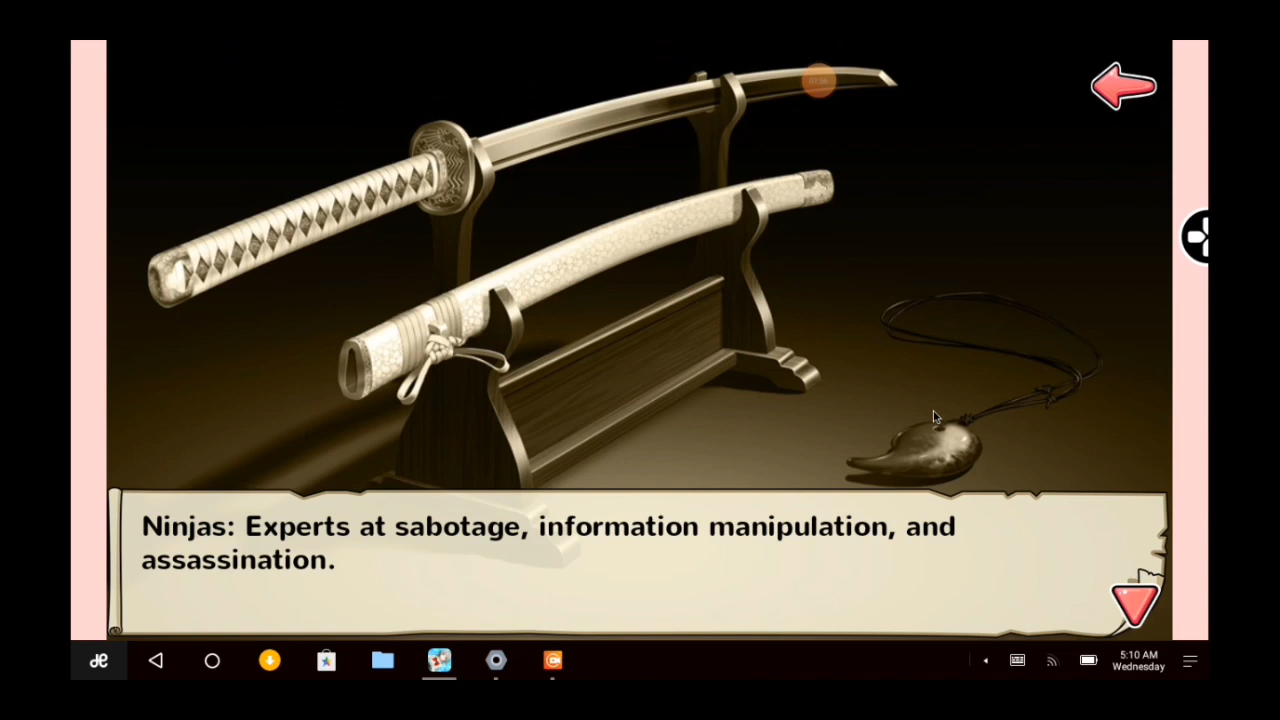 Ninjas: Experts at sabotage, information manipulation, and
assassination.
5:10 AM
Wednesday